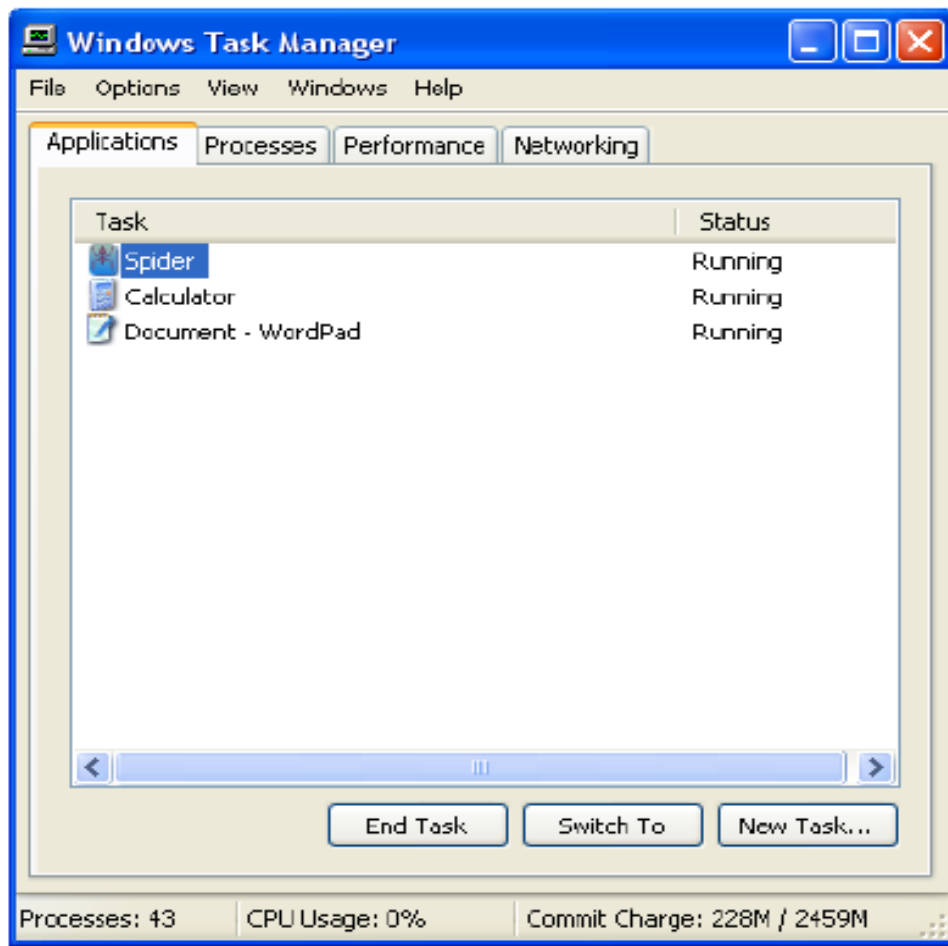 Windows Task Manager
File Options View Windows Help
Applications Processes Performance Networking
Task Status
Spider Running
Calculator Running
Document - WordPad Running
End Task Switch To New Task...
Processes: 43 CPU Usage: 0% Commit Charge: 228M / 2459M